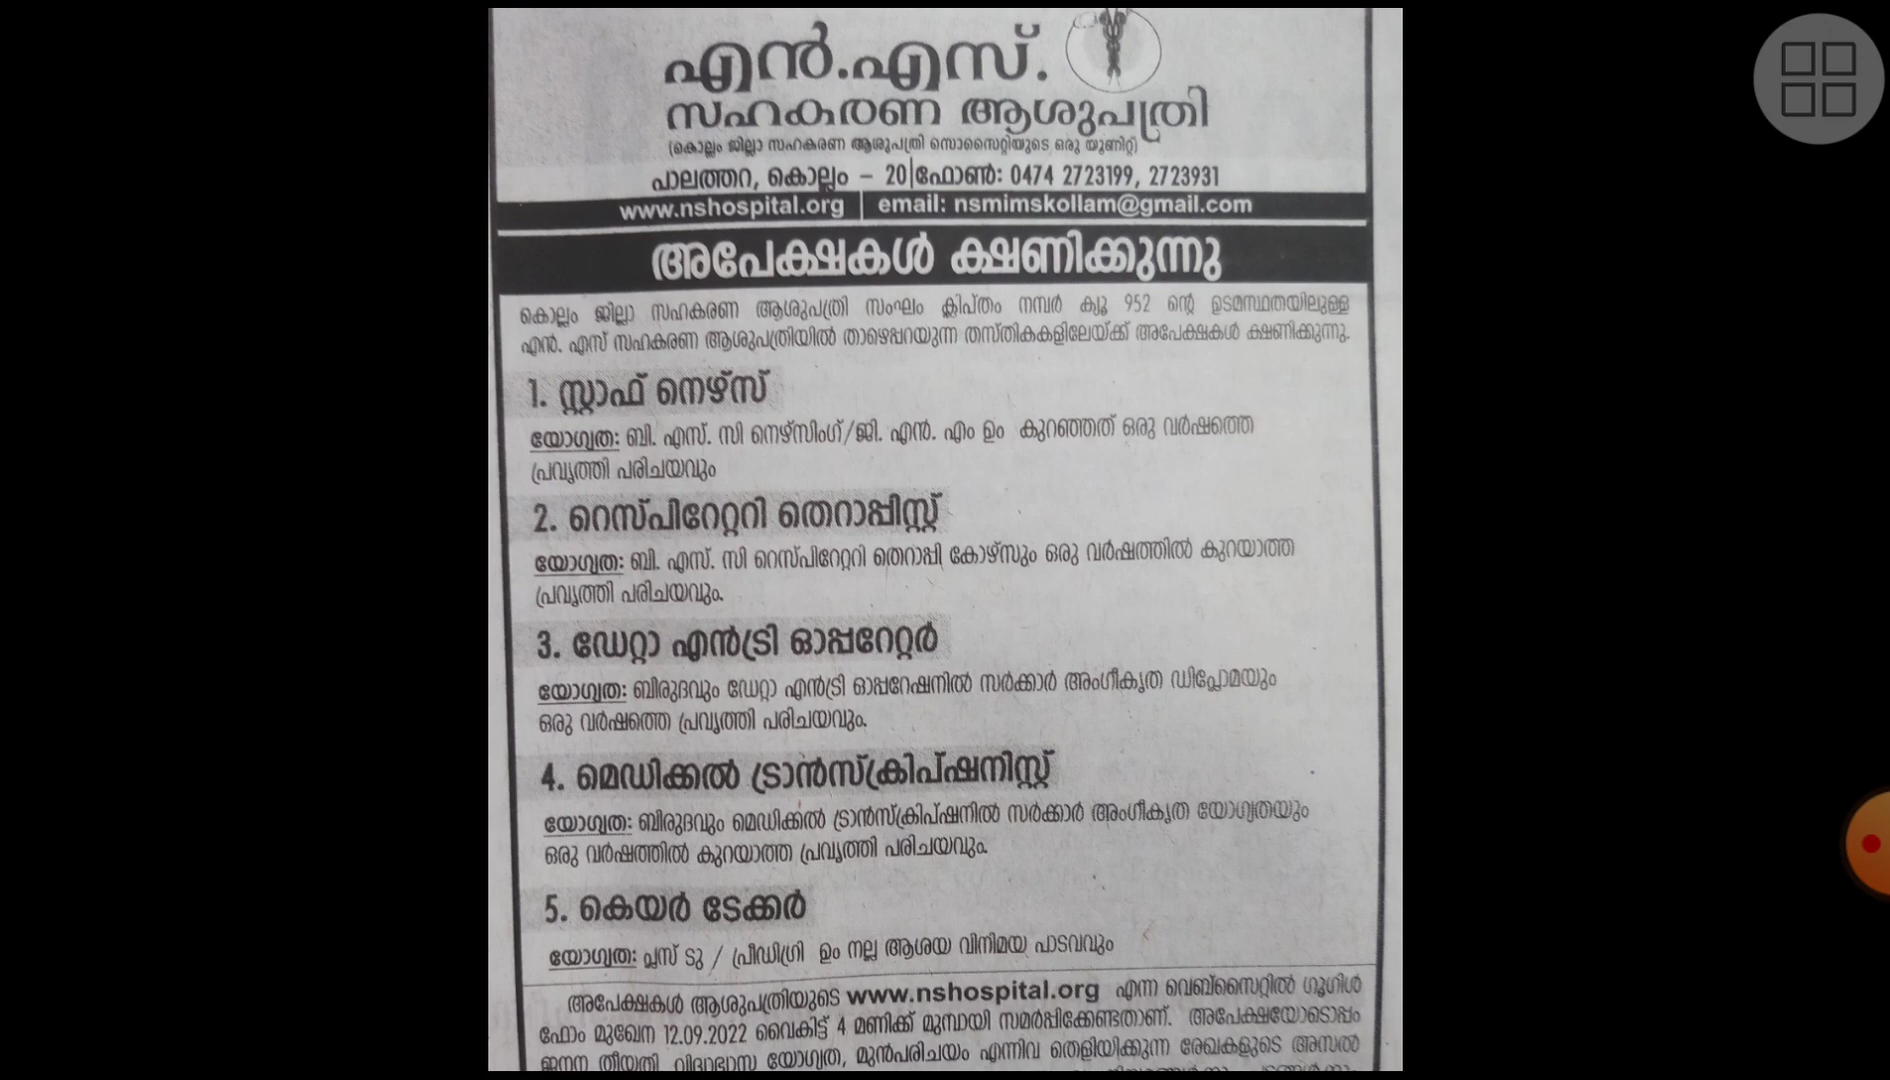 എൻ.എസ്.
സഹകരണ ആശുപത്രി
(കൊല്ലം ജില്ലാ സഹകരണ ആശുപത്രി സൊസൈറ്റിയുടെ ഒരു യൂണിറ്റ്)
പാലത്തറ, കൊല്ലം – 20|ഫോൺ: 0474 2723199, 2723931
www.nshospital.org | email: nsmimskollam@gmail.com
അപേക്ഷകൾ ക്ഷണിക്കുന്നു
കൊല്ലം ജില്ലാ സഹകരണ ആശുപത്രി സംഘം ക്ലിപ്തം നമ്പർ ക്യൂ 952 ന്റെ ഉടമസ്ഥതയിലുള്ള
എൻ. എസ് സഹകരണ ആശുപത്രിയിൽ താഴെപ്പറയുന്ന തസ്തികകളിലേയ്ക്ക് അപേക്ഷകൾ ക്ഷണിക്കുന്നു.
1. സ്റ്റാഫ് നെഴ്സ്
യോഗ്യത: ബി. എസ്. സി നെഴ്സിംഗ്/ജി. എൻ. എം ഉം കുറഞ്ഞത് ഒരു വർഷത്തെ
പ്രവൃത്തി പരിചയവും
2. റെസ്പിറേറ്ററി തെറാപ്പിസ്റ്റ്
യോഗ്യത: ബി. എസ്. സി റെസ്പിറേറ്ററി തെറാപ്പി കോഴ്സും ഒരു വർഷത്തിൽ കുറയാത്ത
പ്രവൃത്തി പരിചയവും.
3. ഡേറ്റാ എൻട്രി ഓപ്പറേറ്റർ
യോഗ്യത: ബിരുദവും ഡേറ്റാ എൻട്രി ഓപ്പറേഷനിൽ സർക്കാർ അംഗീകൃത ഡിപ്ലോമയും
ഒരു വർഷത്തെ പ്രവൃത്തി പരിചയവും.
4. മെഡിക്കൽ ട്രാൻസ്ക്രിപ്ഷനിസ്റ്റ്
യോഗ്യത: ബിരുദവും മെഡിക്കൽ ട്രാൻസ്ക്രിപ്ഷനിൽ സർക്കാർ അംഗീകൃത യോഗ്യതയും
ഒരു വർഷത്തിൽ കുറയാത്ത പ്രവൃത്തി പരിചയവും.
5. കെയർ ടേക്കർ
യോഗ്യത: പ്ലസ് ടു / പ്രീഡിഗ്രി ഉം നല്ല ആശയ വിനിമയ പാടവവും
അപേക്ഷകൾ ആശുപത്രിയുടെ www.nshospital.org എന്ന വെബ്സൈറ്റിൽ ഗൂഗിൾ
ഫോം മുഖേന 12.09.2022 വൈകിട്ട് 4 മണിക്ക് മുമ്പായി സമർപ്പിക്കേണ്ടതാണ്. അപേക്ഷയോടൊപ്പം
ജനന തീയതി, വിദ്യാഭ്യാസ യോഗ്യത, മുൻപരിചയം എന്നിവ തെളിയിക്കുന്ന രേഖകളുടെ അസൽ